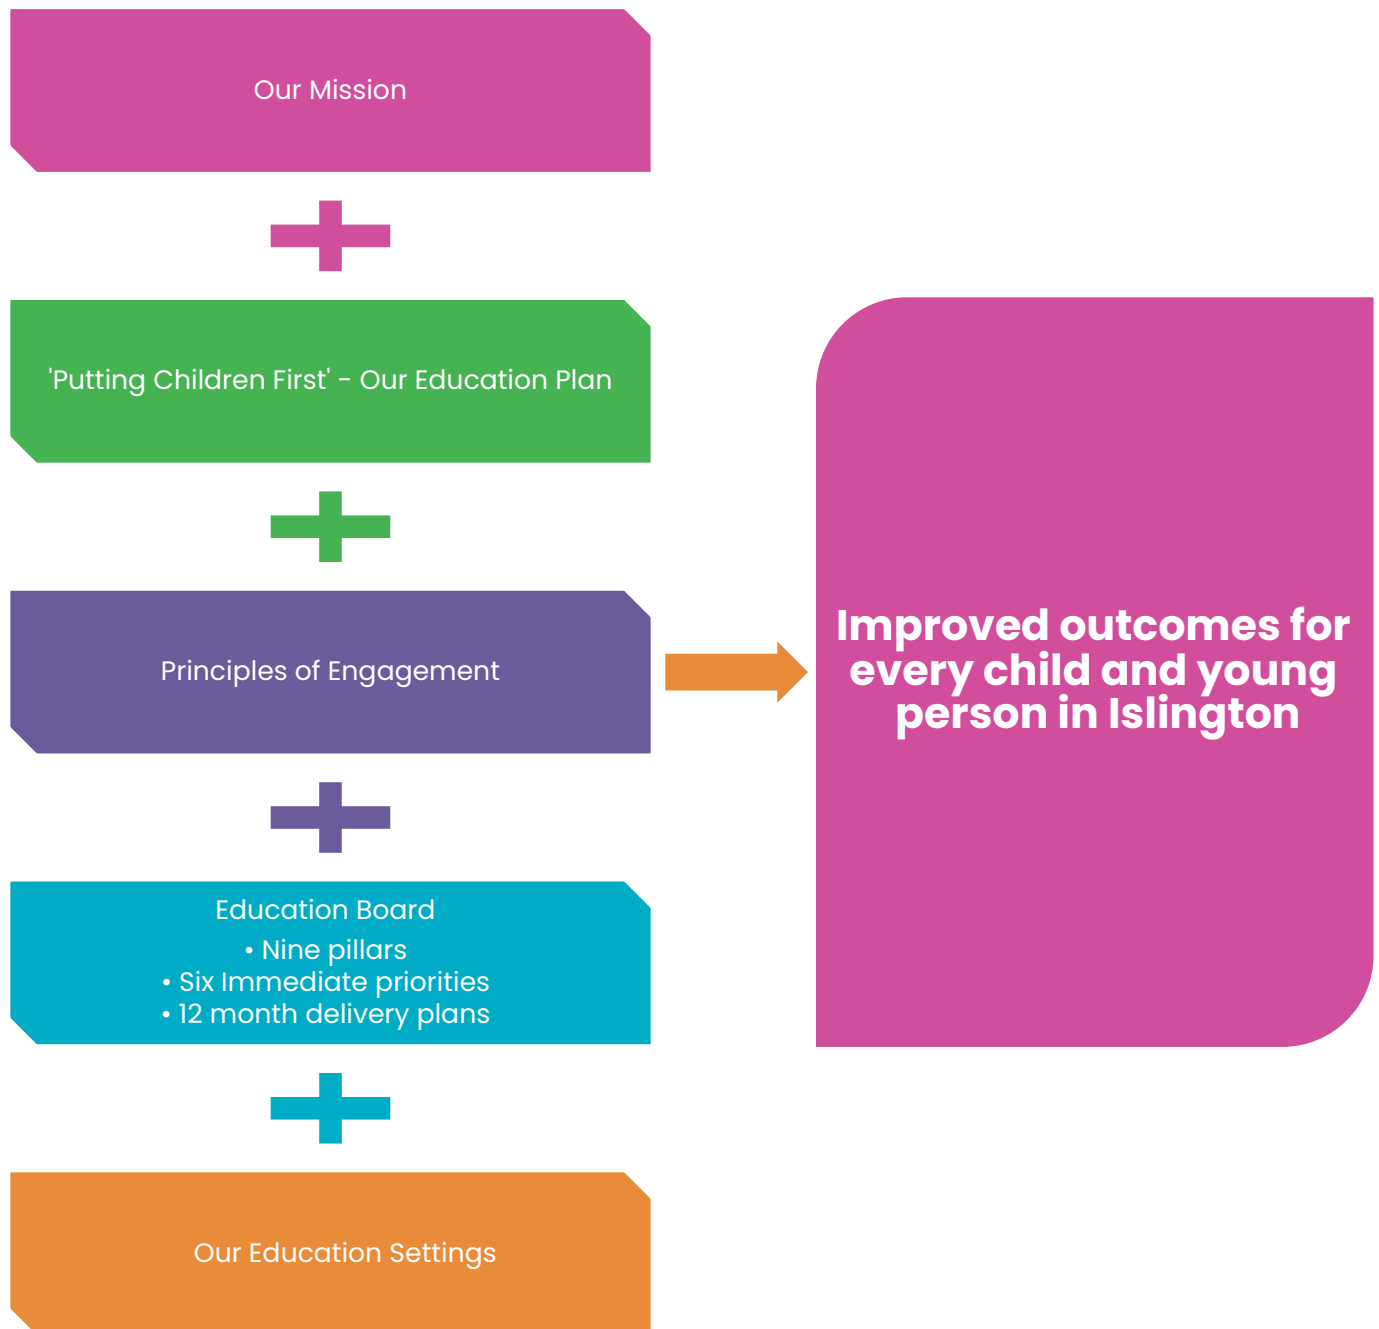 Our Mission
'Putting Children First' - Our Education Plan
Principles of Engagement
Education Board
• Nine pillars
• Six Immediate priorities
• 12 month delivery plans
Our Education Settings
Improved outcomes for
every child and young
person in Islington